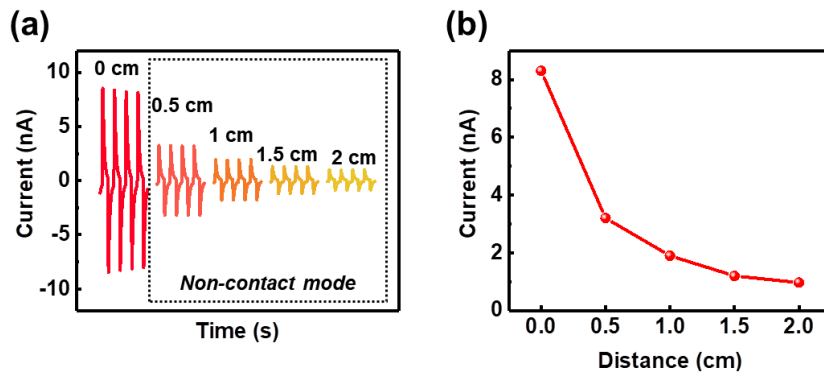 (a)
10
5
0
-5
-10
Current (nA)
0 cm
0.5 cm
1 cm
1.5 cm
2 cm
Non-contact mode
Time (s)
(b)
8
6
4
2
0
Current (nA)
0.0 0.5 1.0 1.5 2.0
Distance (cm)